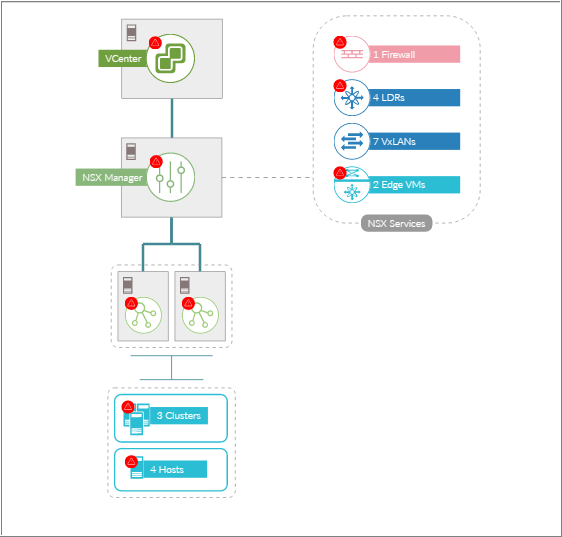 VCenter
1 Firewall
4 LDRs
7 VxLANs
2 Edge VMs
NSX Services
NSX Manager
3 Clusters
4 Hosts